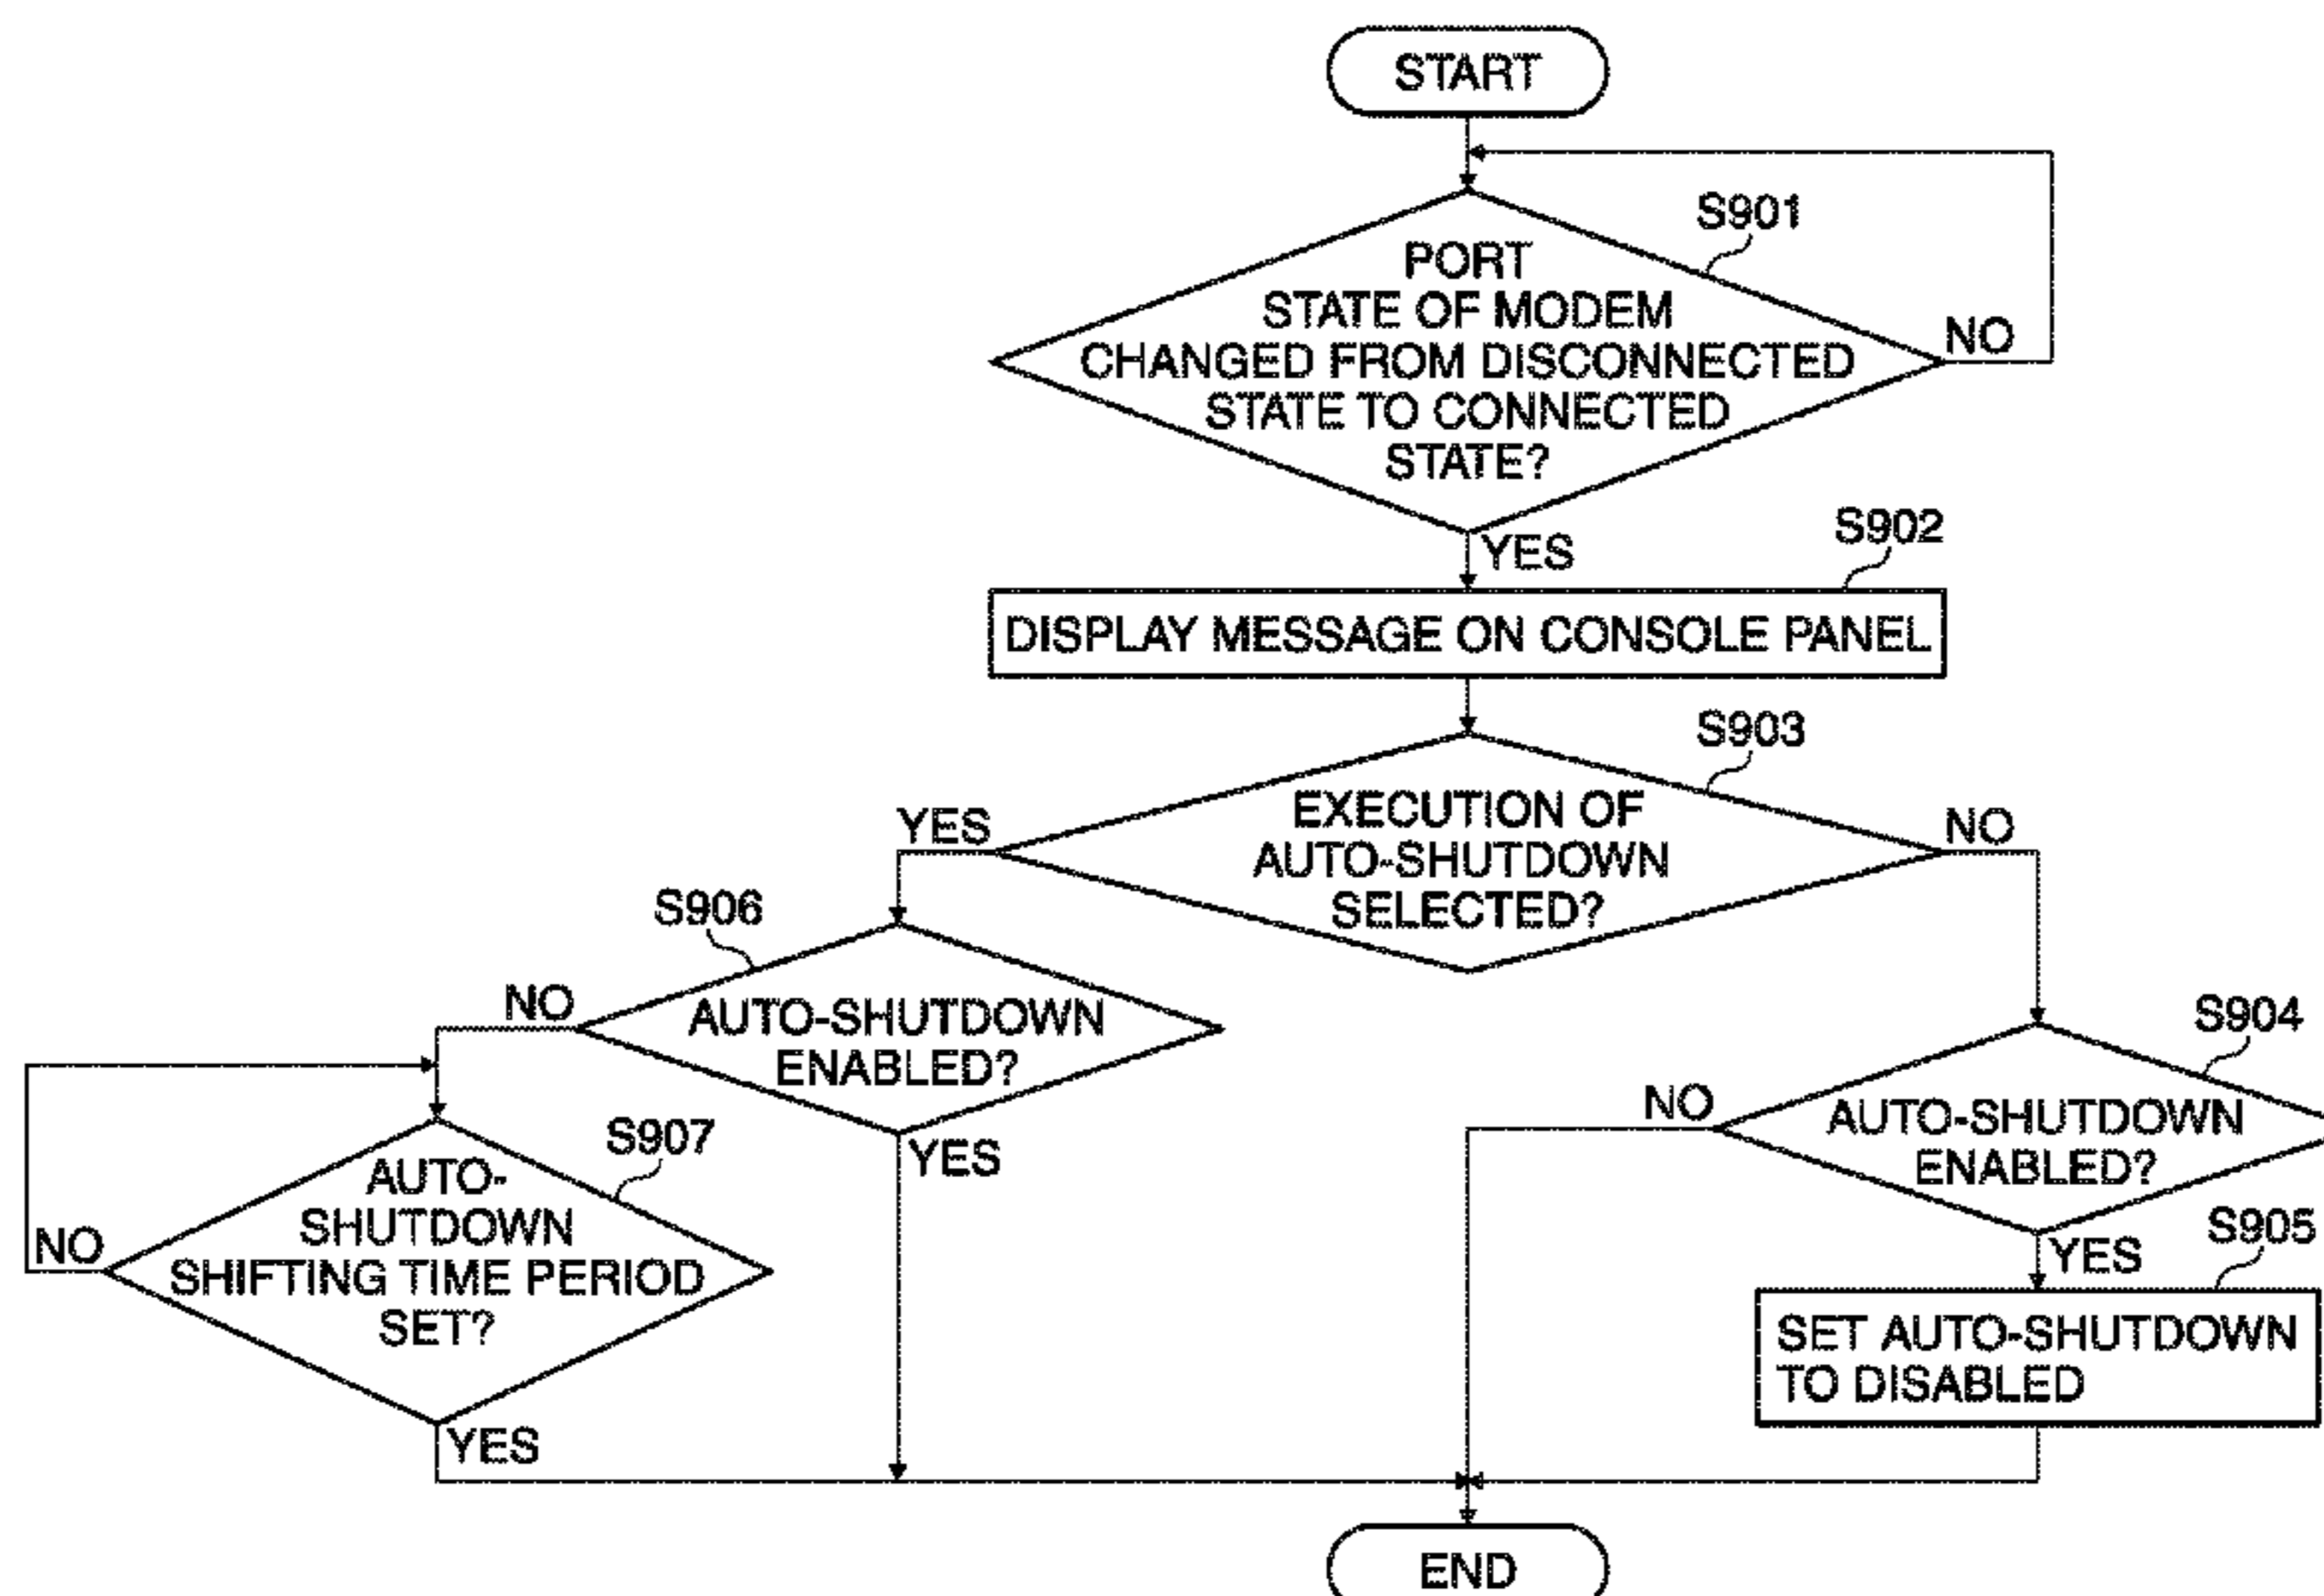 START
S901
PORT
STATE OF MODEM
CHANGED FROM DISCONNECTED
STATE TO CONNECTED
STATE?
NO
YES
S902
DISPLAY MESSAGE ON CONSOLE PANEL
S903
EXECUTION OF
AUTO-SHUTDOWN
SELECTED?
YES
NO
S906
AUTO-SHUTDOWN
ENABLED?
NO
YES
S904
AUTO-SHUTDOWN
ENABLED?
NO
YES
S907
AUTO-
SHUTDOWN
SHIFTING TIME PERIOD
SET?
NO
YES
S905
SET AUTO-SHUTDOWN
TO DISABLED
END